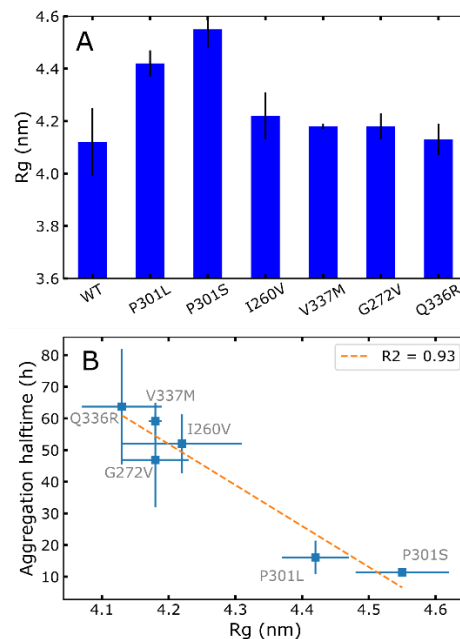 A
Rg (nm)
4.6
4.4
4.2
4.0
3.8
3.6
WT
P301L
P301S
I260V
V337M
G272V
Q336R
B
R2 = 0.93
Aggregation halftime (h)
80
70
60
50
40
30
20
10
V337M
Q336R
I260V
G272V
P301S
P301L
4.1
4.2
4.3
4.4
4.5
4.6
Rg (nm)